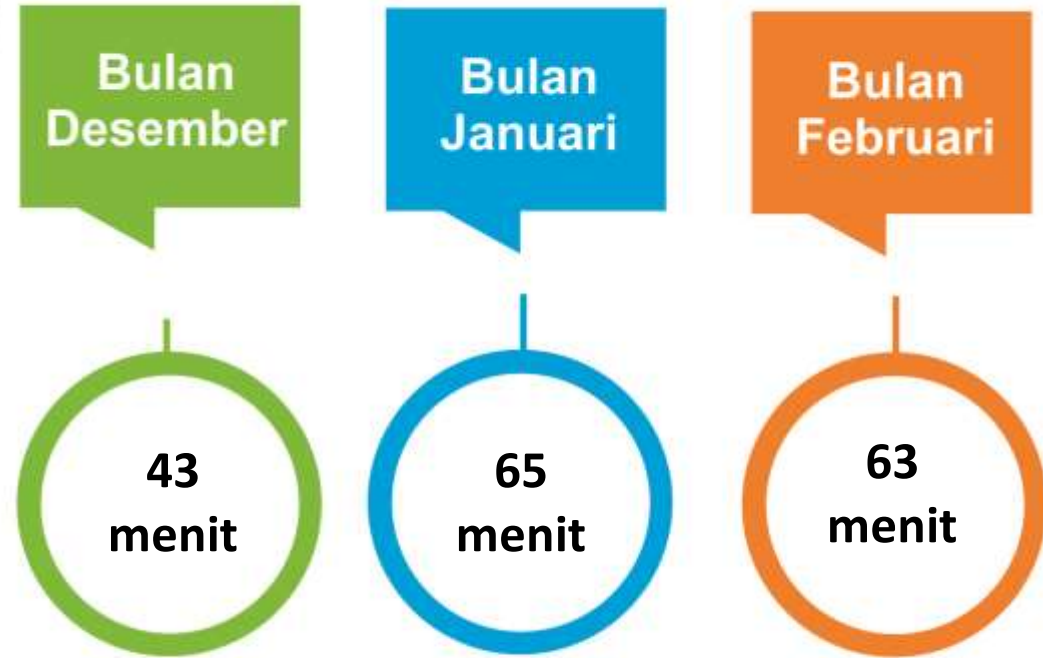 Bulan
Desember
Bulan
Januari
Bulan
Februari
43
menit
65
menit
63
menit